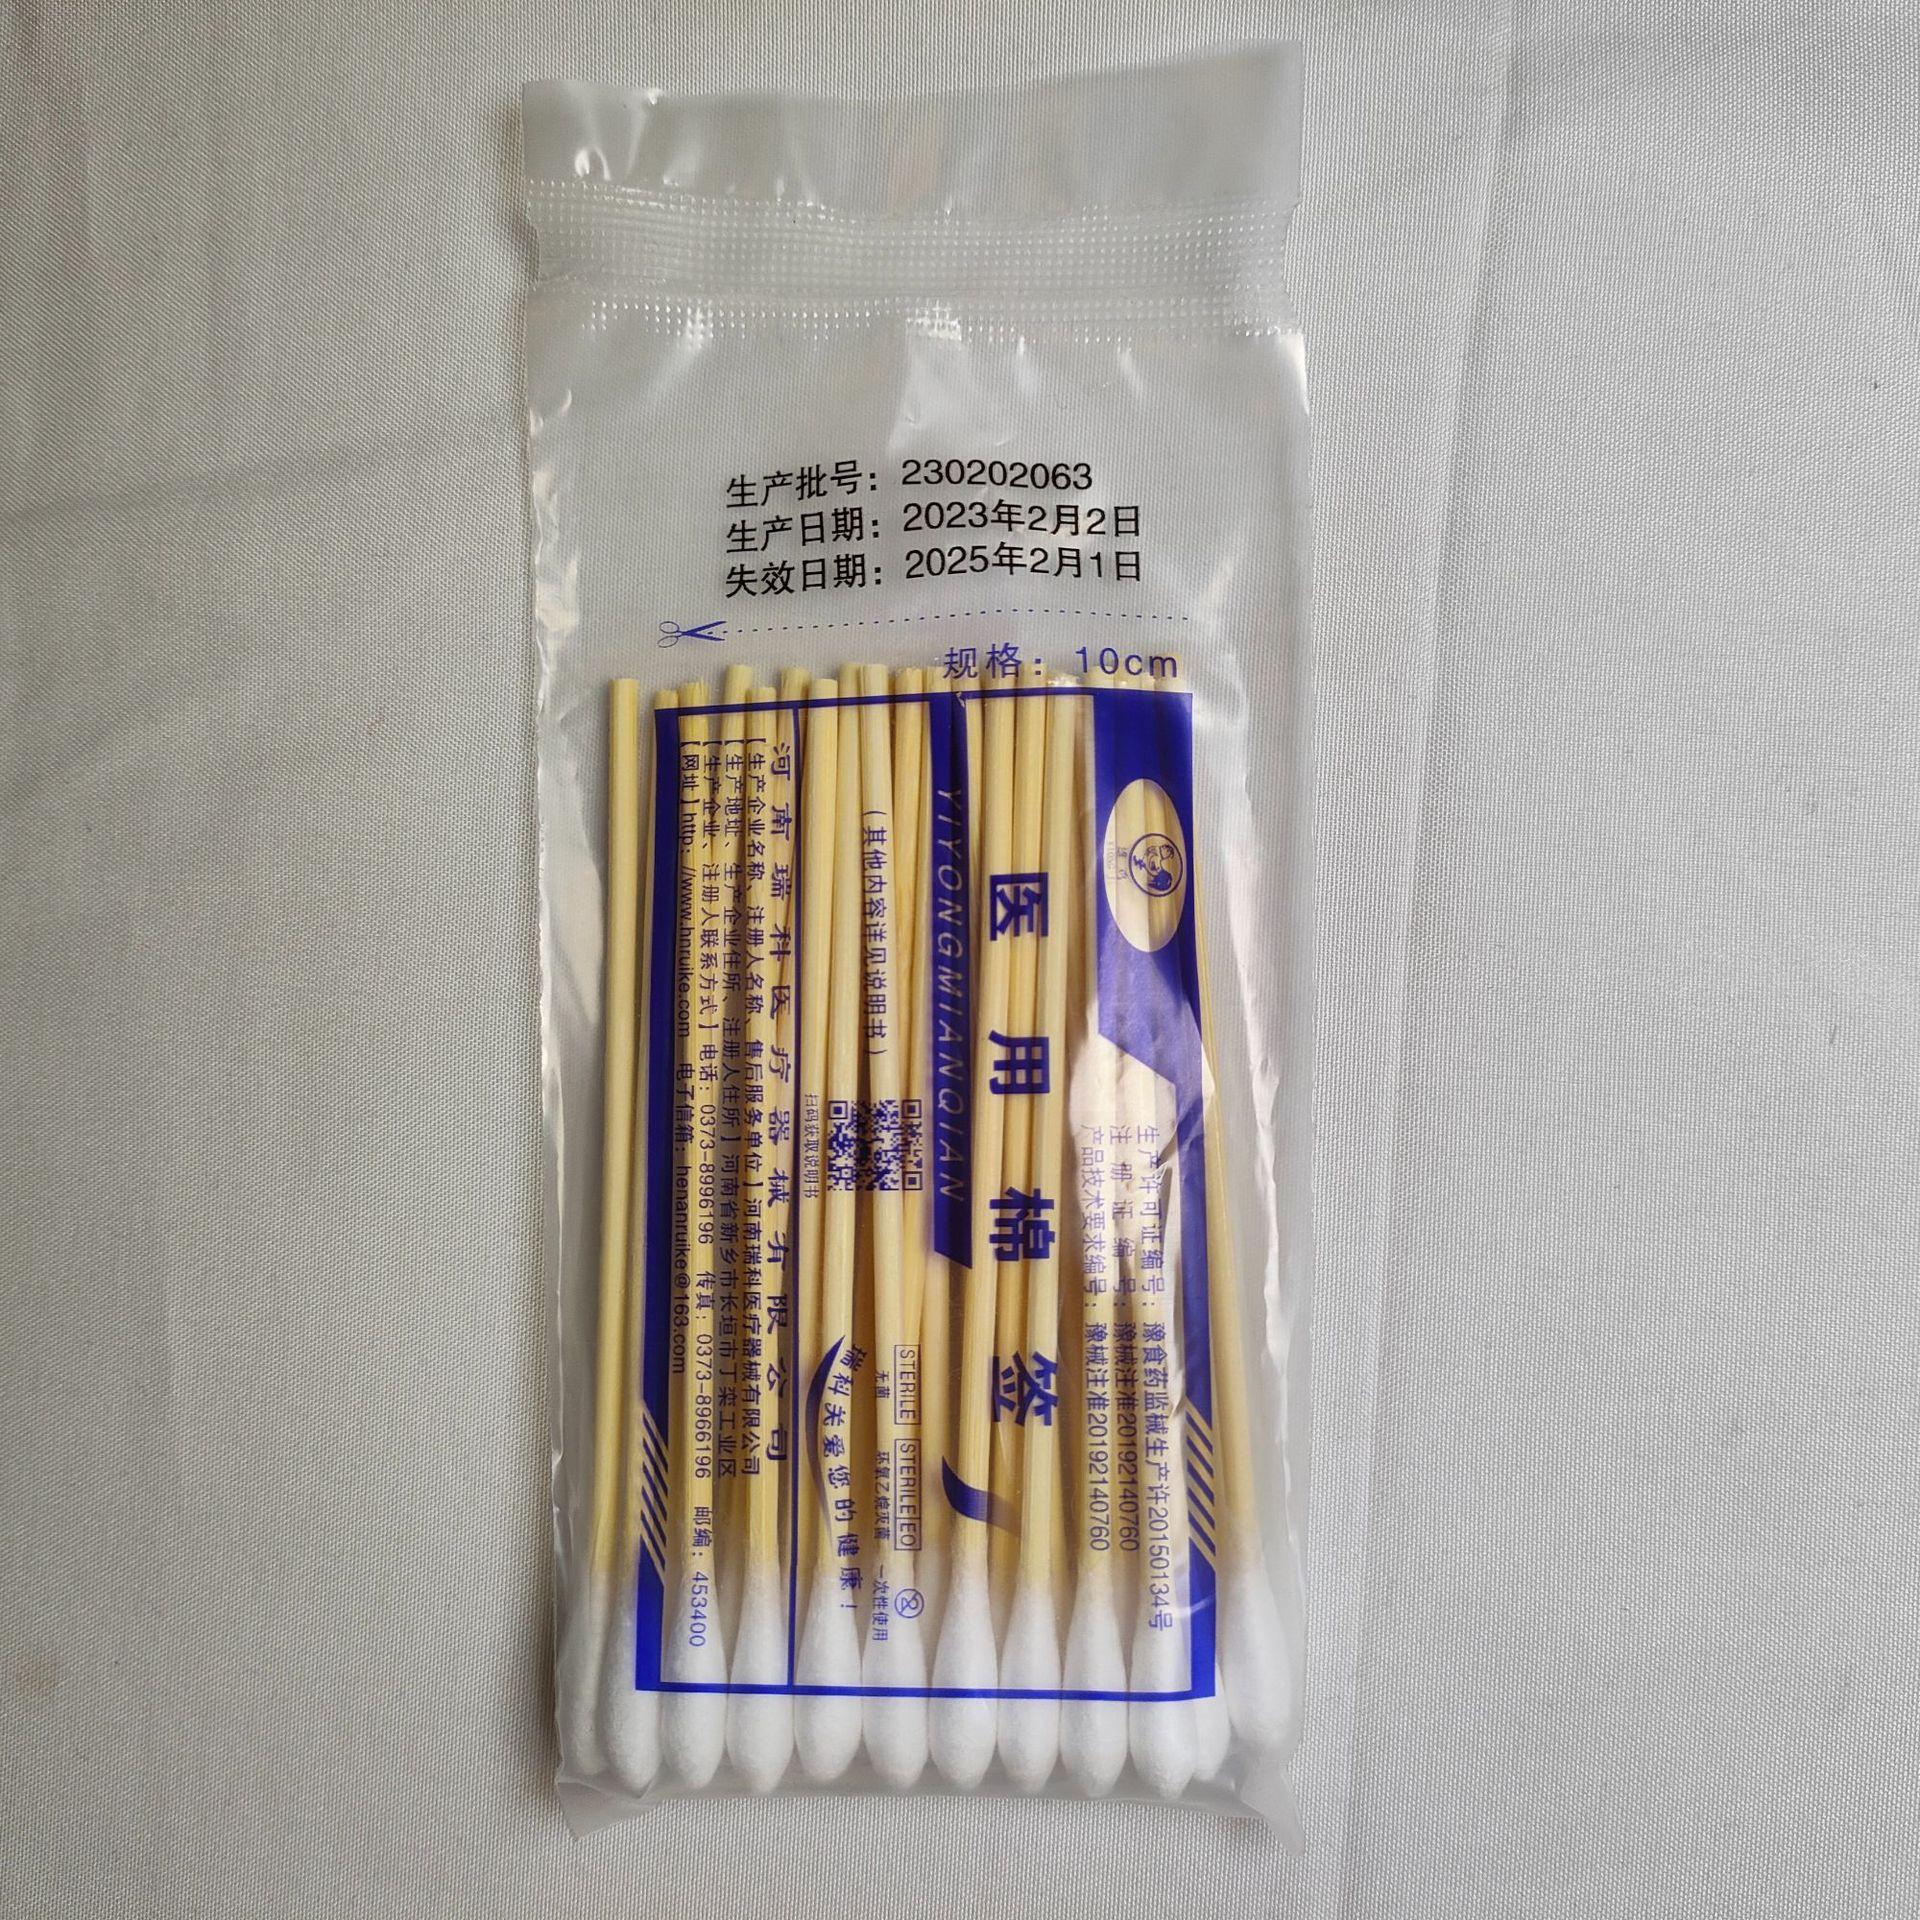 生产批号：230202063
生产日期：2023年2月2日
失效日期：2025年2月1日
规格：10cm
生产许可证编号：豫食药监械生产许20150134号
注册证编号：豫械注准20192140760
产品技术要求编号：豫械注准20192140760
医用棉签
YIYONGMIANQIAN
STERILE
STERILE EO
无菌
环氧乙烷灭菌
一次性使用
（其他内容详见说明书）
扫码获取说明书
瑞科关爱您的健康！
河南瑞科医疗器械有限公司
【生产企业名称、注册人名称、售后服务单位】河南瑞科医疗器械有限公司
【生产地址、生产企业住所、注册人住所】河南省新乡市长垣市丁栾工业区
【生产企业、注册人联系方式】电话：0373-8996196 传真：0373-8966196 邮编：453400
【网址】http：//www.hnruike.com 电子信箱：henanruike@163.com